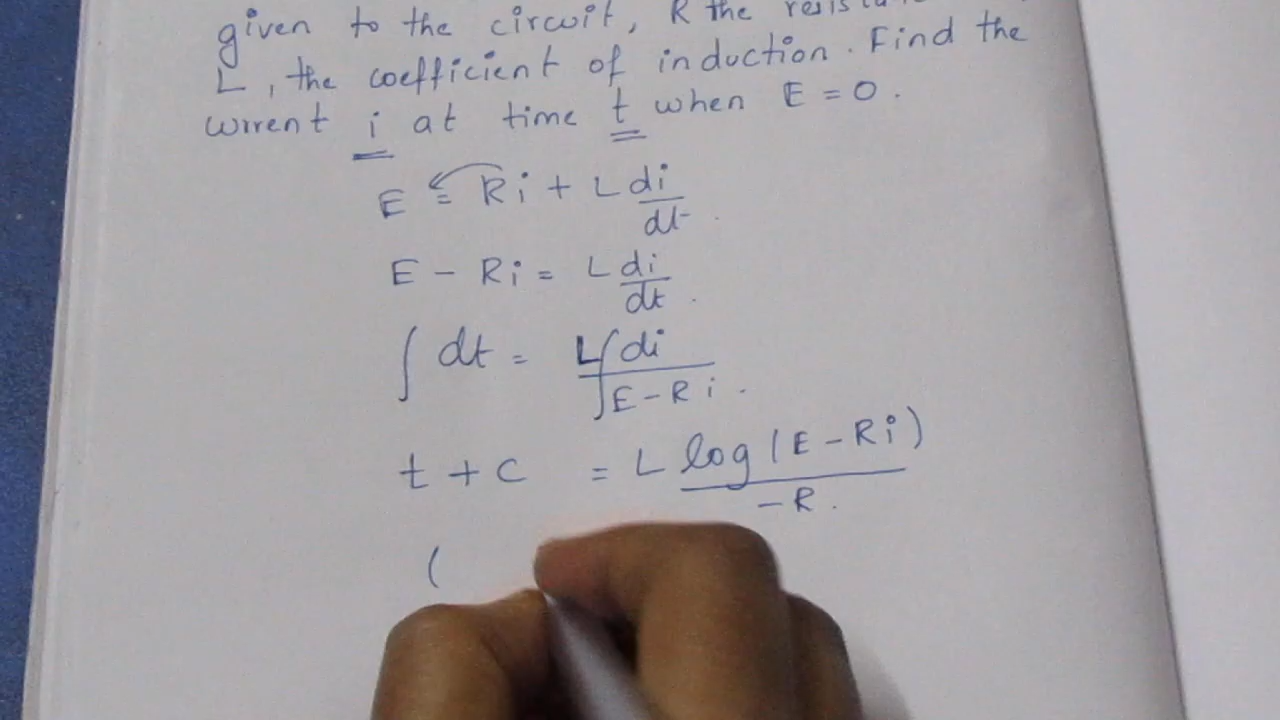 given to the circuit, R the
L, the coefficient of induction. Find the
current i at time t when E = 0.
E = Ri + L di/dt.
E - Ri = L di/dt.
∫ dt = L∫ di/E - Ri.
t + c = L log(E - Ri)/-R.
(